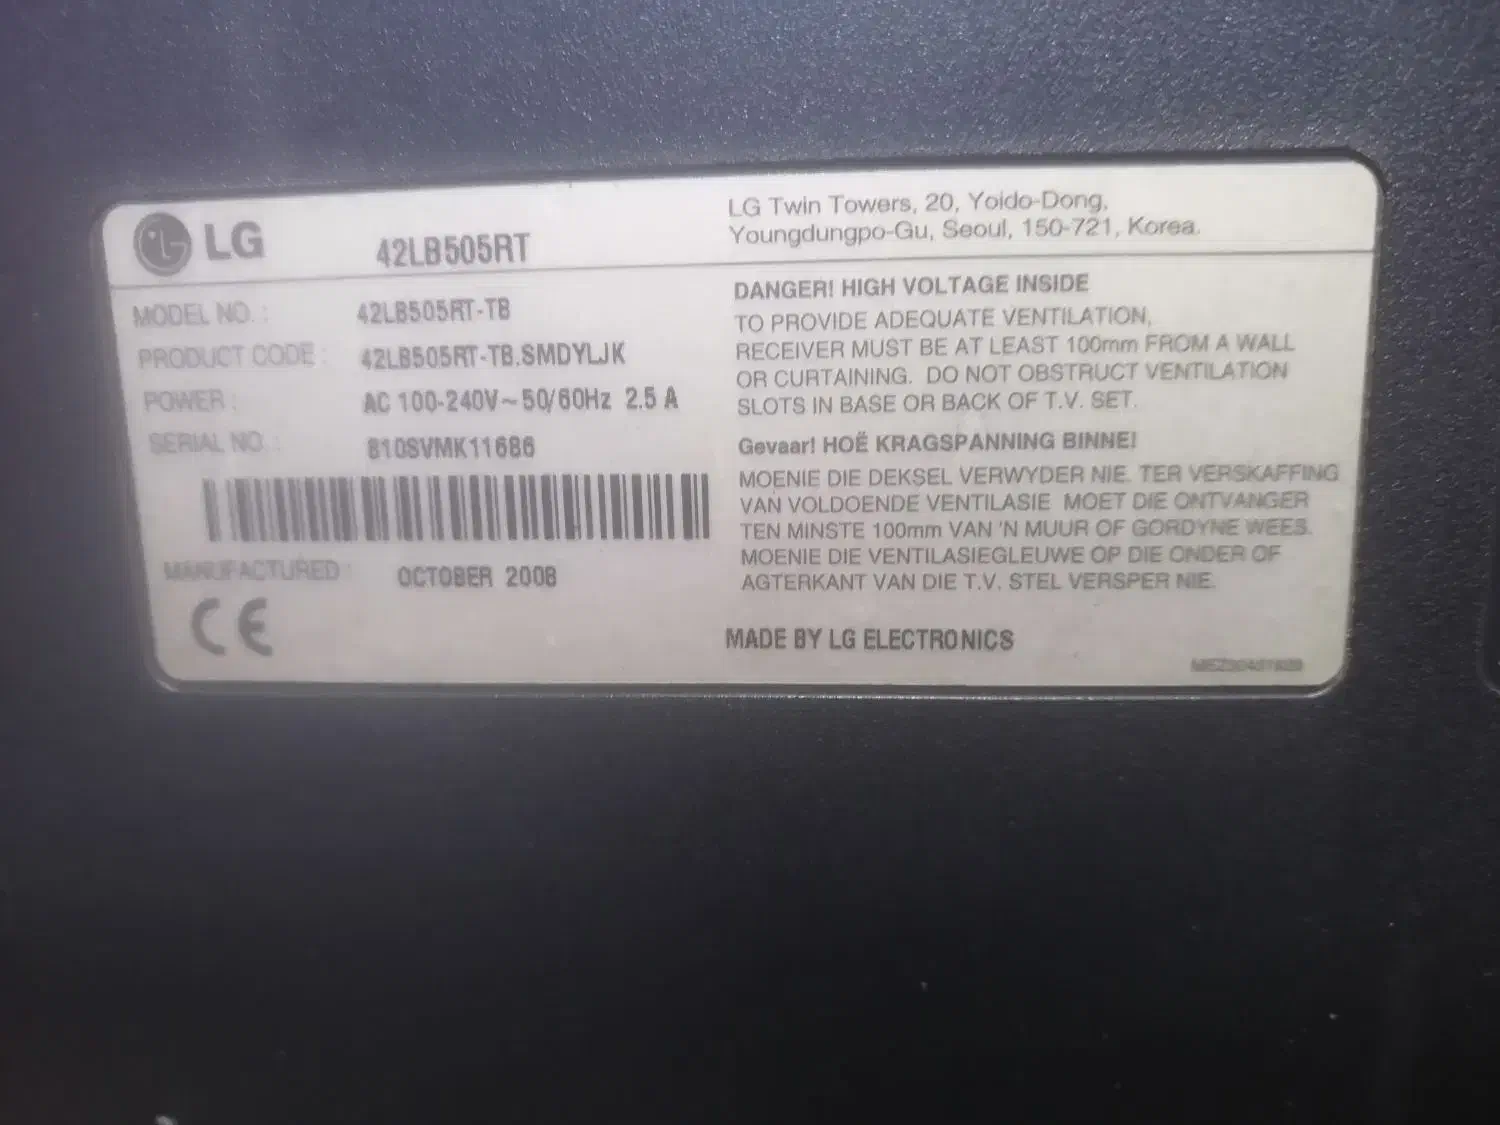 LG
42LB505RT
LG Twin Towers, 20, Yoido-Dong,
Youngdungpo-Gu, Seoul, 150-721, Korea.
MODEL NO. : 42LB505RT-TB
PRODUCT CODE : 42LB505RT-TB.SMDYLJK
POWER : AC 100-240V~50/60Hz 2.5 A
SERIAL NO. : 810SVMK11686
MANUFACTURED : OCTOBER 2008
CE
DANGER! HIGH VOLTAGE INSIDE
TO PROVIDE ADEQUATE VENTILATION,
RECEIVER MUST BE AT LEAST 100mm FROM A WALL
OR CURTAINING. DO NOT OBSTRUCT VENTILATION
SLOTS IN BASE OR BACK OF T.V. SET.
Gevaar! HOË KRAGSPANNING BINNE!
MOENIE DIE DEKSEL VERWYDER NIE. TER VERSKAFFING
VAN VOLDOENDE VENTILASIE MOET DIE ONTVANGER
TEN MINSTE 100mm VAN 'N MUUR OF GORDYNE WEES.
MOENIE DIE VENTILASIEGLEUWE OP DIE ONDER OF
AGTERKANT VAN DIE T.V. STEL VERSPER NIE.
MADE BY LG ELECTRONICS